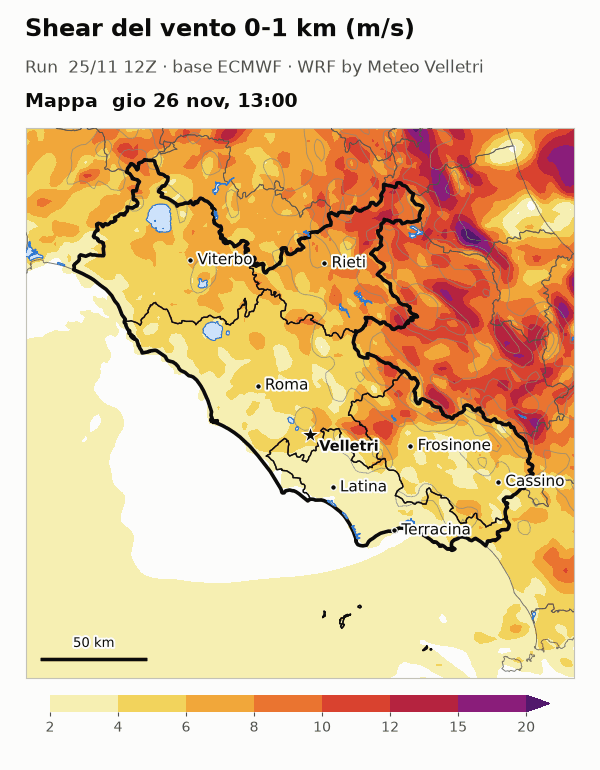 Shear del vento 0-1 km (m/s)
Run  25/11 12Z · base ECMWF · WRF by Meteo Velletri
Mappa  gio 26 nov, 13:00
Viterbo
Rieti
Roma
Velletri
Frosinone
Latina
Cassino
Terracina
50 km
2 4 6 8 10 12 15 20